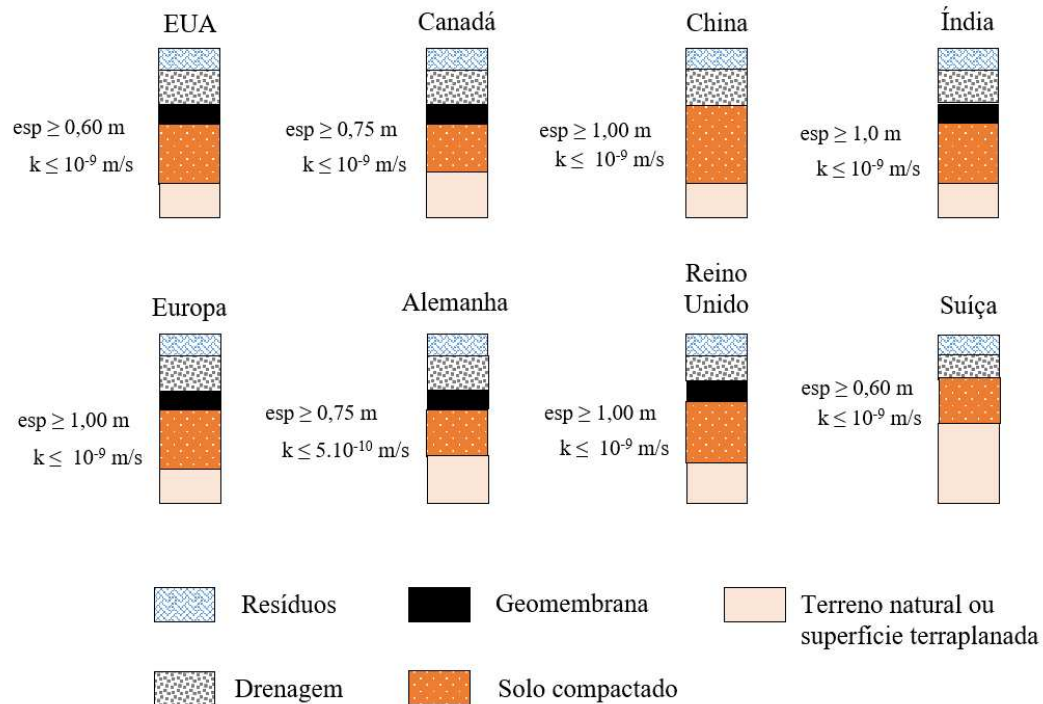 EUA
esp ≥ 0,60 m
k ≤ 10⁻⁹ m/s
Canadá
esp ≥ 0,75 m
k ≤ 10⁻⁹ m/s
China
esp ≥ 1,00 m
k ≤ 10⁻⁹ m/s
Índia
esp ≥ 1,0 m
k ≤ 10⁻⁹ m/s
Europa
esp ≥ 1,00 m
k ≤ 10⁻⁹ m/s
Alemanha
esp ≥ 0,75 m
k ≤ 5.10⁻¹⁰ m/s
Reino
Unido
esp ≥ 1,00 m
k ≤ 10⁻⁹ m/s
Suíça
esp ≥ 0,60 m
k ≤ 10⁻⁹ m/s
Resíduos
Geomembrana
Terreno natural ou
superfície terraplanada
Drenagem
Solo compactado